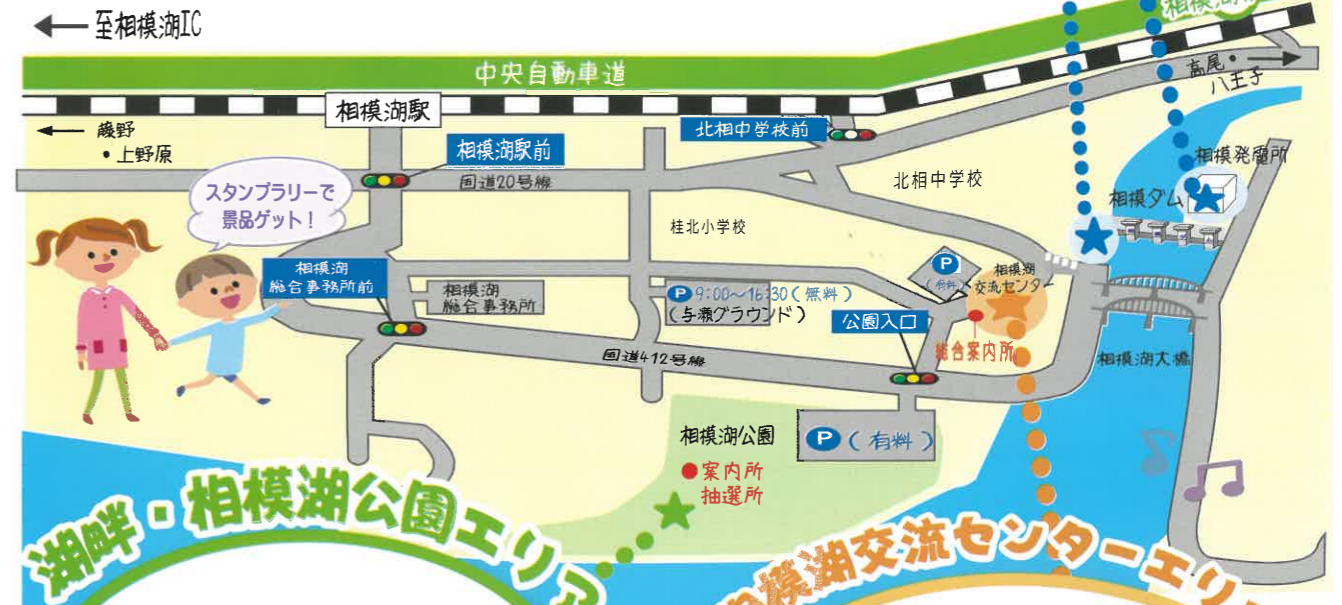 至相模湖IC
相模湖
中央自動車道
高尾・
八王子
相模湖駅
藤野
・上野原
相模湖駅前
北相中学校前
国道20号線
北相中学校
相模発電所
相模ダム
スタンプラリーで
景品ゲット!
桂北小学校
相模湖
総合事務所前
相模湖
総合事務所
P 9:00～16:30(無料)
(与瀬グラウンド)
P
(有料)
相模湖
交流センター
公園入口
総合案内所
国道412号線
相模湖大橋
相模湖公園
案内所
抽選所
P(有料)
湖畔・相模湖公園エリア
相模湖交流センターエリ